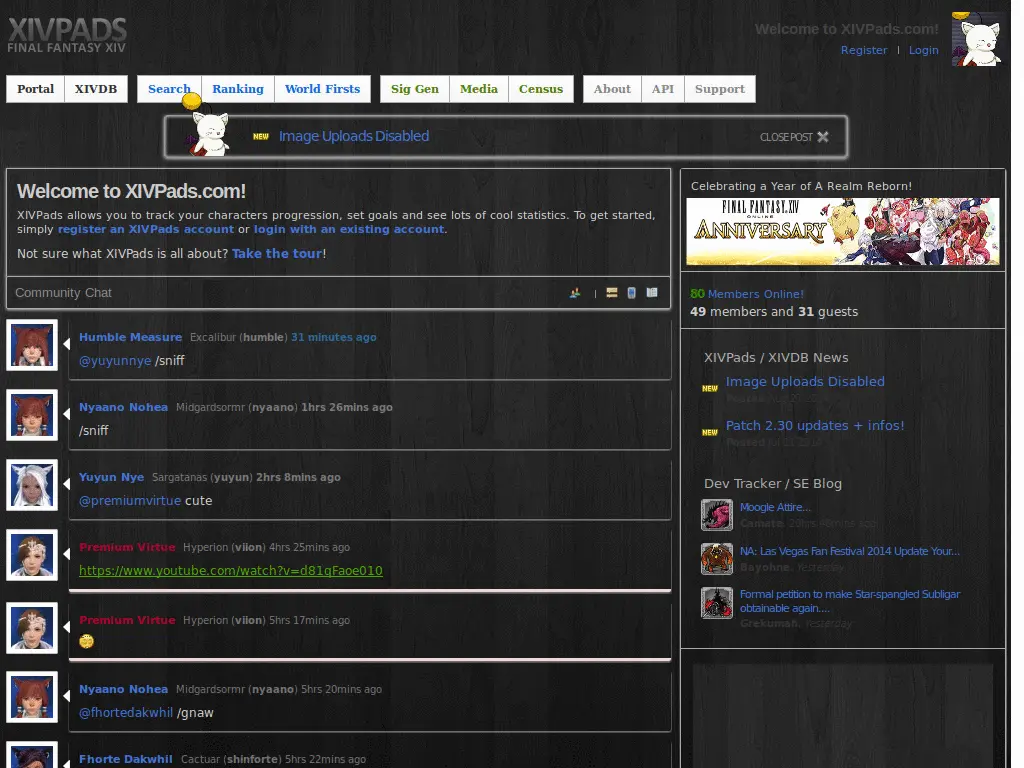 XIVPADS
FINAL FANTASY XIV
Welcome to XIVPads.com!
Register | Login
Portal XIVDB Search Ranking World Firsts Sig Gen Media Census About API Support
NEW Image Uploads Disabled CLOSE POST
Welcome to XIVPads.com!
XIVPads allows you to track your characters progression, set goals and see lots of cool statistics. To get started,
simply register an XIVPads account or login with an existing account.
Not sure what XIVPads is all about? Take the tour!
Community Chat
Humble Measure Excalibur (humble) 31 minutes ago
@yuyunnye /sniff
Nyaano Nohea Midgardsormr (nyaano) 1hrs 26mins ago
/sniff
Yuyun Nye Sargatanas (yuyun) 2hrs 8mins ago
@premiumvirtue cute
Premium Virtue Hyperion (viion) 4hrs 25mins ago
https://www.youtube.com/watch?v=d81qFaoe010
Premium Virtue Hyperion (viion) 5hrs 17mins ago
Nyaano Nohea Midgardsormr (nyaano) 5hrs 20mins ago
@fhortedakwhil /gnaw
Fhorte Dakwhil Cactuar (shinforte) 5hrs 22mins ago
Celebrating a Year of A Realm Reborn!
FINAL FANTASY XIV
ONLINE
ANNIVERSARY
80 Members Online!
49 members and 31 guests
XIVPads / XIVDB News
NEW Image Uploads Disabled
NEW Patch 2.30 updates + infos!
Dev Tracker / SE Blog
Moogle Attire...
Camate.
NA: Las Vegas Fan Festival 2014 Update Your...
Bayohne. Yesterday
Formal petition to make Star-spangled Subligar
obtainable again....
Grekumah. Yesterday